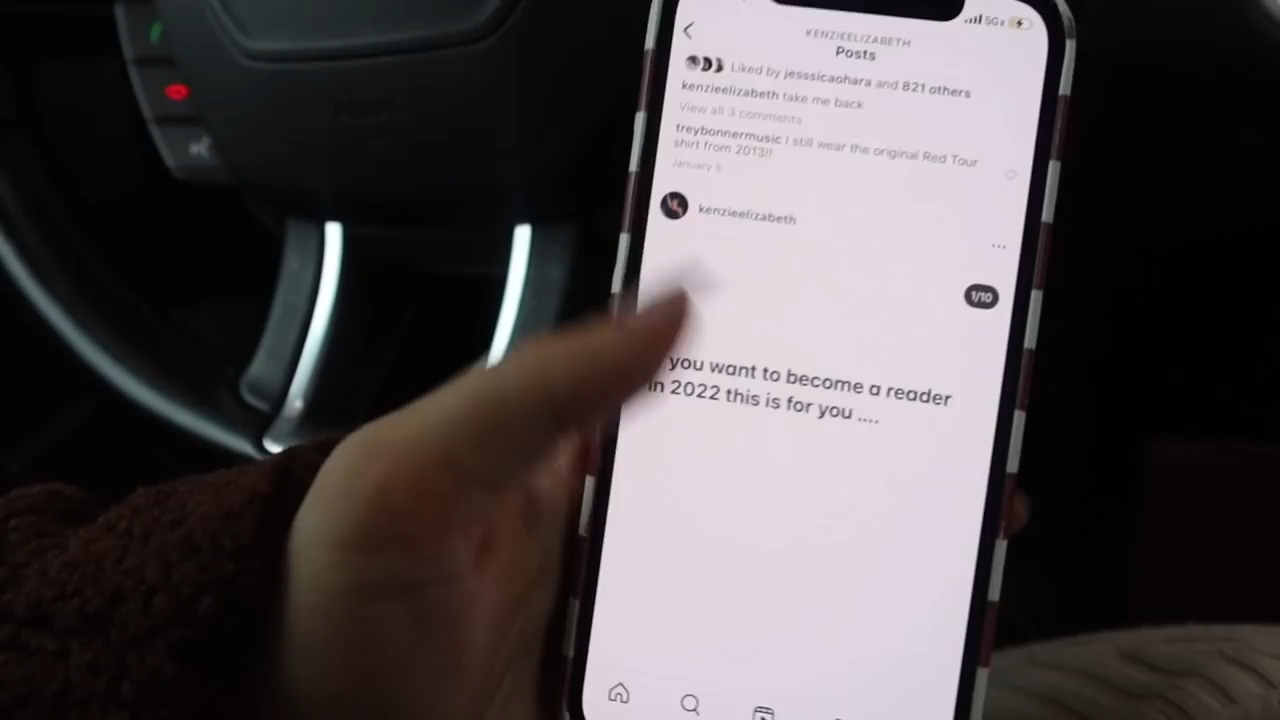 5G
KENZIEELIZABETH
Posts
Liked by jesssicaohara and 821 others
kenzieelizabeth take me back
View all 3 comments
treybonnermusic I still wear the original Red Tour
shirt from 2013!!
January 5
kenzieelizabeth
1/10
you want to become a reader
in 2022 this is for you ....